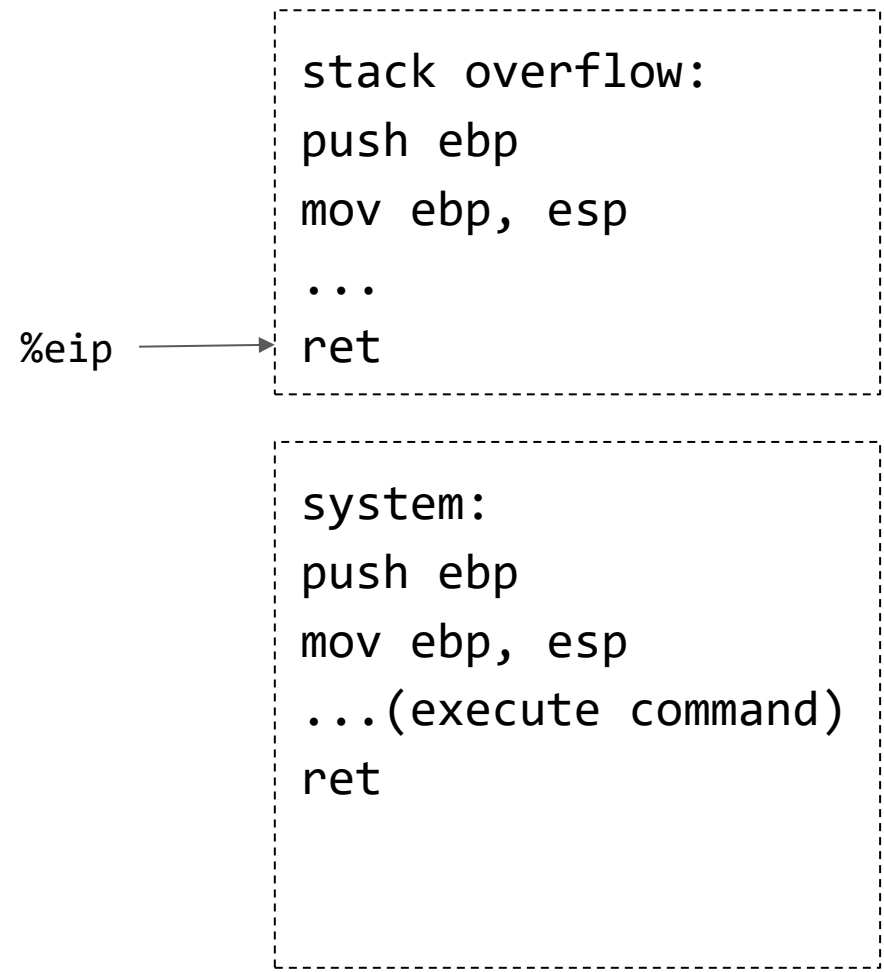 stack overflow:
push ebp
mov ebp, esp
...
%eip
ret
system:
push ebp
mov ebp, esp
...(execute command)
ret